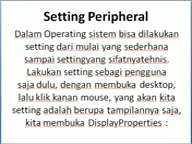 Setting Peripheral
Dalam Operating sistem bisa dilakukan
setting dari mulai yang sederhana
sampai settingyang sifatnyatehnis.
Lakukan setting sebagi pengguna
saja dulu, dengan membuka desktop,
lalu klik kanan mouse, yang akan kita
setting adalah berupa tampilannya saja,
kita membuka DisplayProperties :